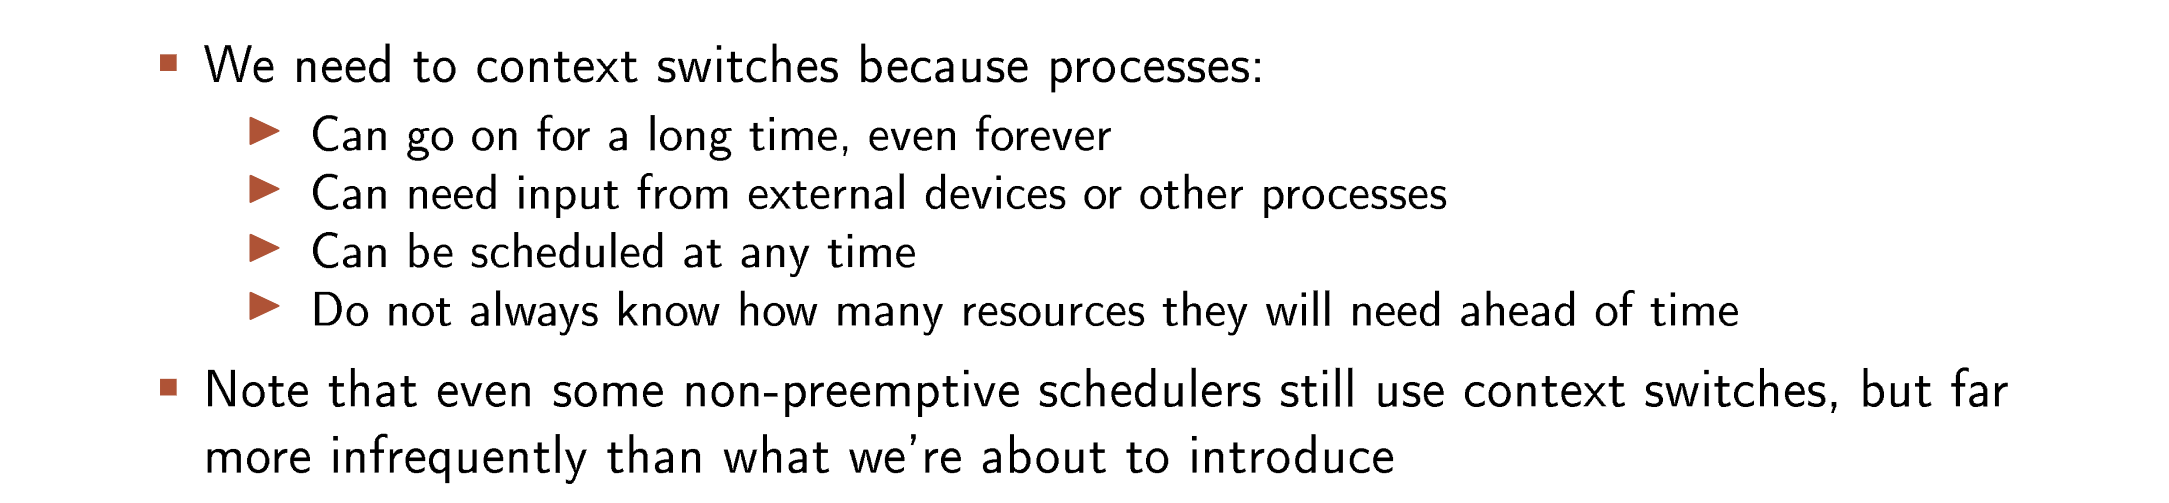 We need to context switches because processes:
Can go on for a long time, even forever
Can need input from external devices or other processes
Can be scheduled at any time
Do not always know how many resources they will need ahead of time
Note that even some non-preemptive schedulers still use context switches, but far
more infrequently than what we're about to introduce